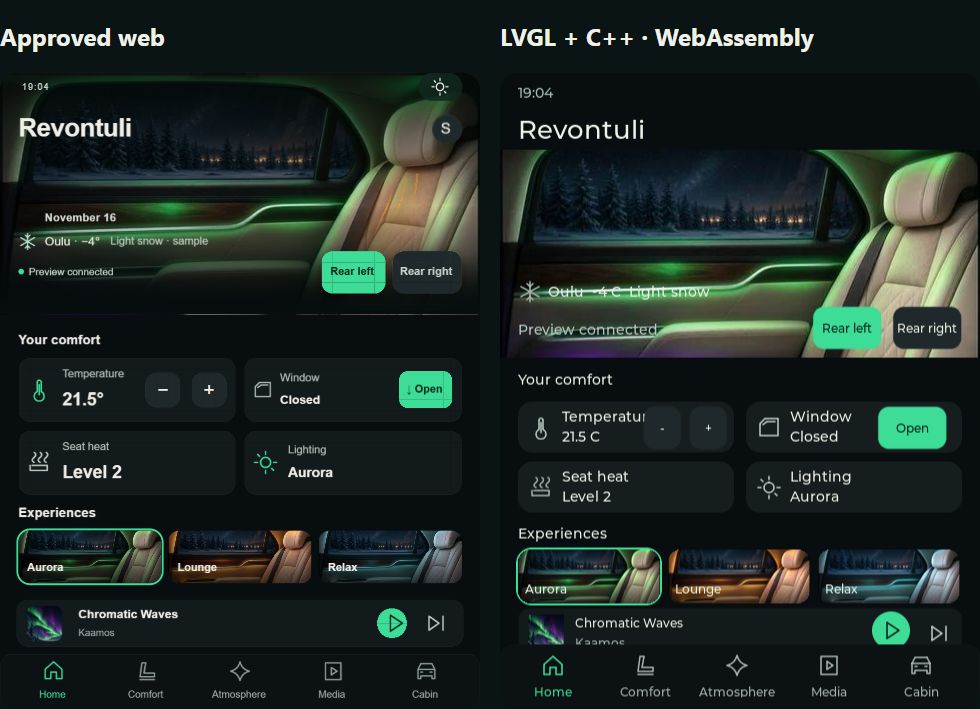 Approved web
19:04
Revontuli
S
November 16
Oulu · −4° Light snow · sample
Preview connected
Rear left
Rear right
Your comfort
Temperature
21.5°
−
+
Window
Closed
↓ Open
Seat heat
Level 2
Lighting
Aurora
Experiences
Aurora
Lounge
Relax
Chromatic Waves
Kaamos
Home
Comfort
Atmosphere
Media
Cabin
LVGL + C++ · WebAssembly
19:04
Revontuli
Oulu -4 C Light snow
Preview connected
Rear left
Rear right
Your comfort
Temperatur
21.5 C
-
+
Window
Closed
Open
Seat heat
Level 2
Lighting
Aurora
Experiences
Aurora
Lounge
Relax
Chromatic Waves
Kaamos
Home
Comfort
Atmosphere
Media
Cabin